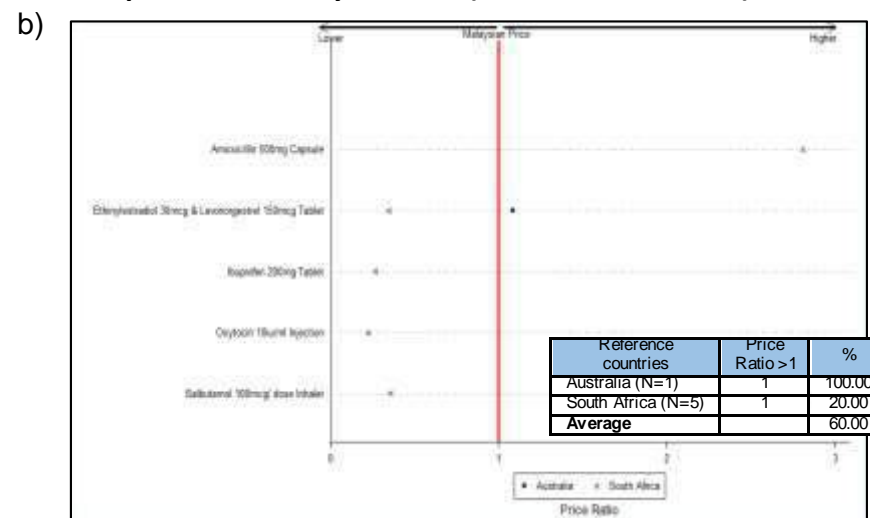 b)
Lower Malaysian Price Higher
Amoxicillin 500mg Capsule
Ethinylestradiol 30mcg & Levonorgestrel 150mcg Tablet
Ibuprofen 200mg Tablet
Oxytocin 10iu/ml Injection
Salbutamol 100mcg/ dose Inhaler
Reference countries Price Ratio >1 %
Australia (N=1) 1 100.00
South Africa (N=5) 1 20.00
Average 60.00
0 1 2 3
Australia South Africa
Price Ratio